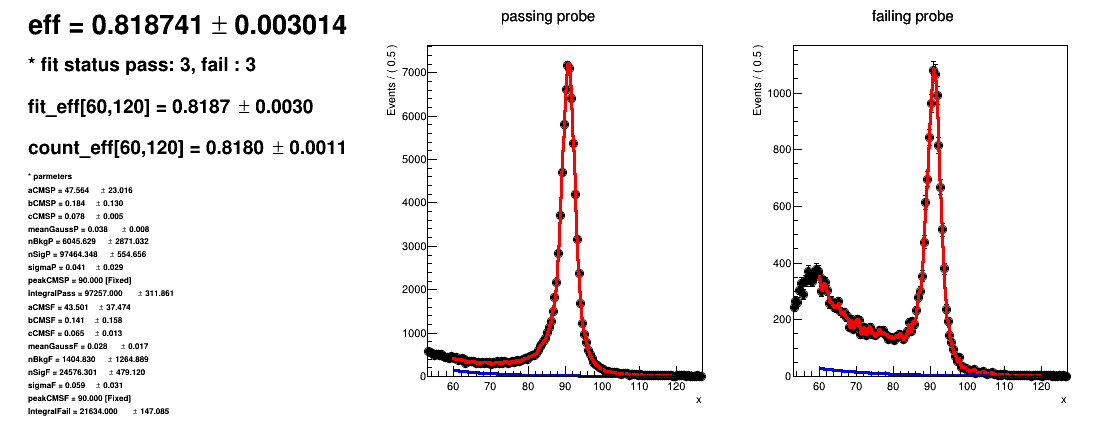 eff = 0.818741 ± 0.003014
* fit status pass: 3, fail : 3
fit_eff[60,120] = 0.8187 ± 0.0030
count_eff[60,120] = 0.8180 ± 0.0011
* parmeters
aCMSP = 47.564 ± 23.016
bCMSP = 0.184 ± 0.130
cCMSP = 0.078 ± 0.005
meanGaussP = 0.038 ± 0.008
nBkgP = 6045.629 ± 2871.032
nSigP = 97464.348 ± 554.656
sigmaP = 0.041 ± 0.029
peakCMSP = 90.000 [Fixed]
IntegralPass = 97257.000 ± 311.861
aCMSF = 43.501 ± 37.474
bCMSF = 0.141 ± 0.158
cCMSF = 0.065 ± 0.013
meanGaussF = 0.028 ± 0.017
nBkgF = 1404.830 ± 1264.889
nSigF = 24576.301 ± 479.120
sigmaF = 0.059 ± 0.031
peakCMSF = 90.000 [Fixed]
IntegralFail = 21634.000 ± 147.085
passing probe
Events / ( 0.5 )
7000
6000
5000
4000
3000
2000
1000
0
60 70 80 90 100 110 120
x
failing probe
Events / ( 0.5 )
1000
800
600
400
200
0
60 70 80 90 100 110 120
x